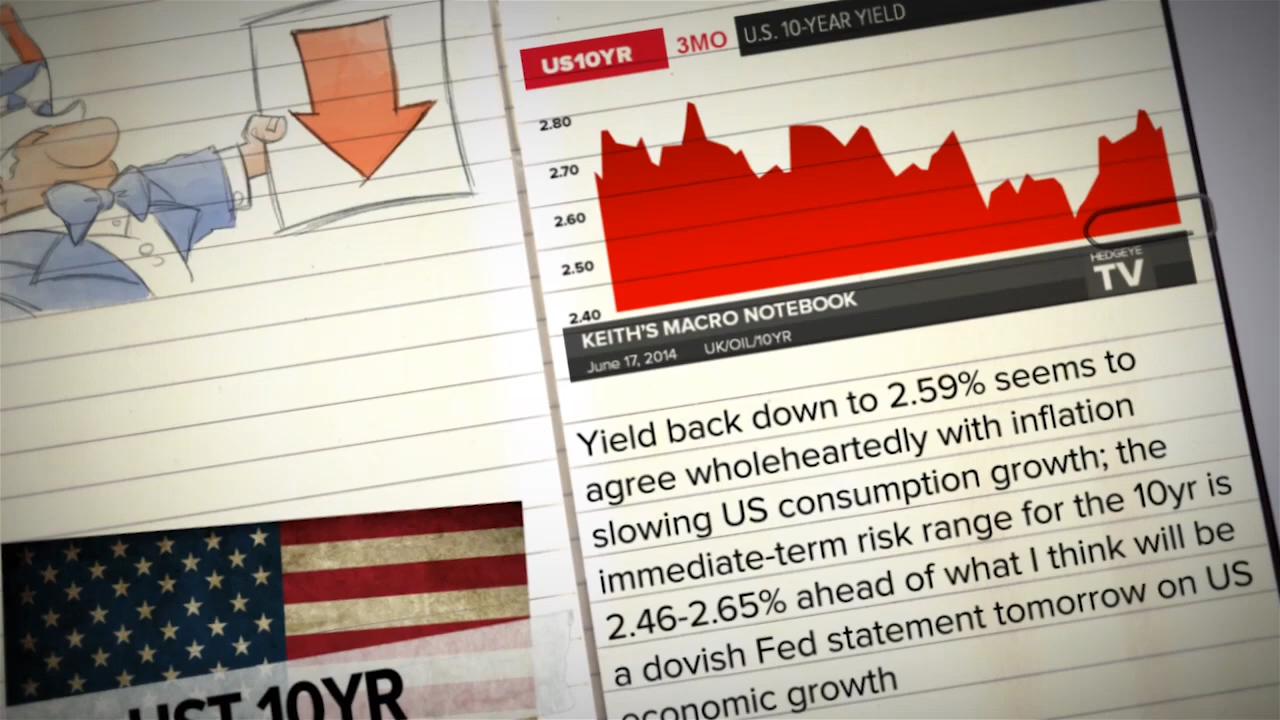 US10YR 3MO U.S. 10-YEAR YIELD
2.80
2.70
2.60
2.50
2.40
HEDGEYE
TV
KEITH'S MACRO NOTEBOOK
June 17, 2014 UK/OIL/10YR
Yield back down to 2.59% seems to
agree wholeheartedly with inflation
slowing US consumption growth; the
immediate-term risk range for the 10yr is
2.46-2.65% ahead of what I think will be
a dovish Fed statement tomorrow on US
economic growth
UST 10YR